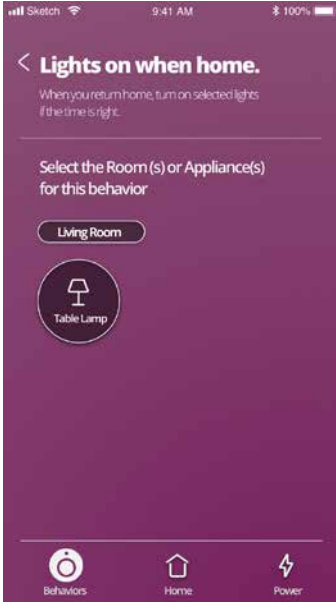 Sketch 9:41 AM 100%
Lights on when home.
When you return home, turn on selected lights
if the time is right.
Select the Room (s) or Appliance(s)
for this behavior
Living Room
Table Lamp
Behaviors Home Power